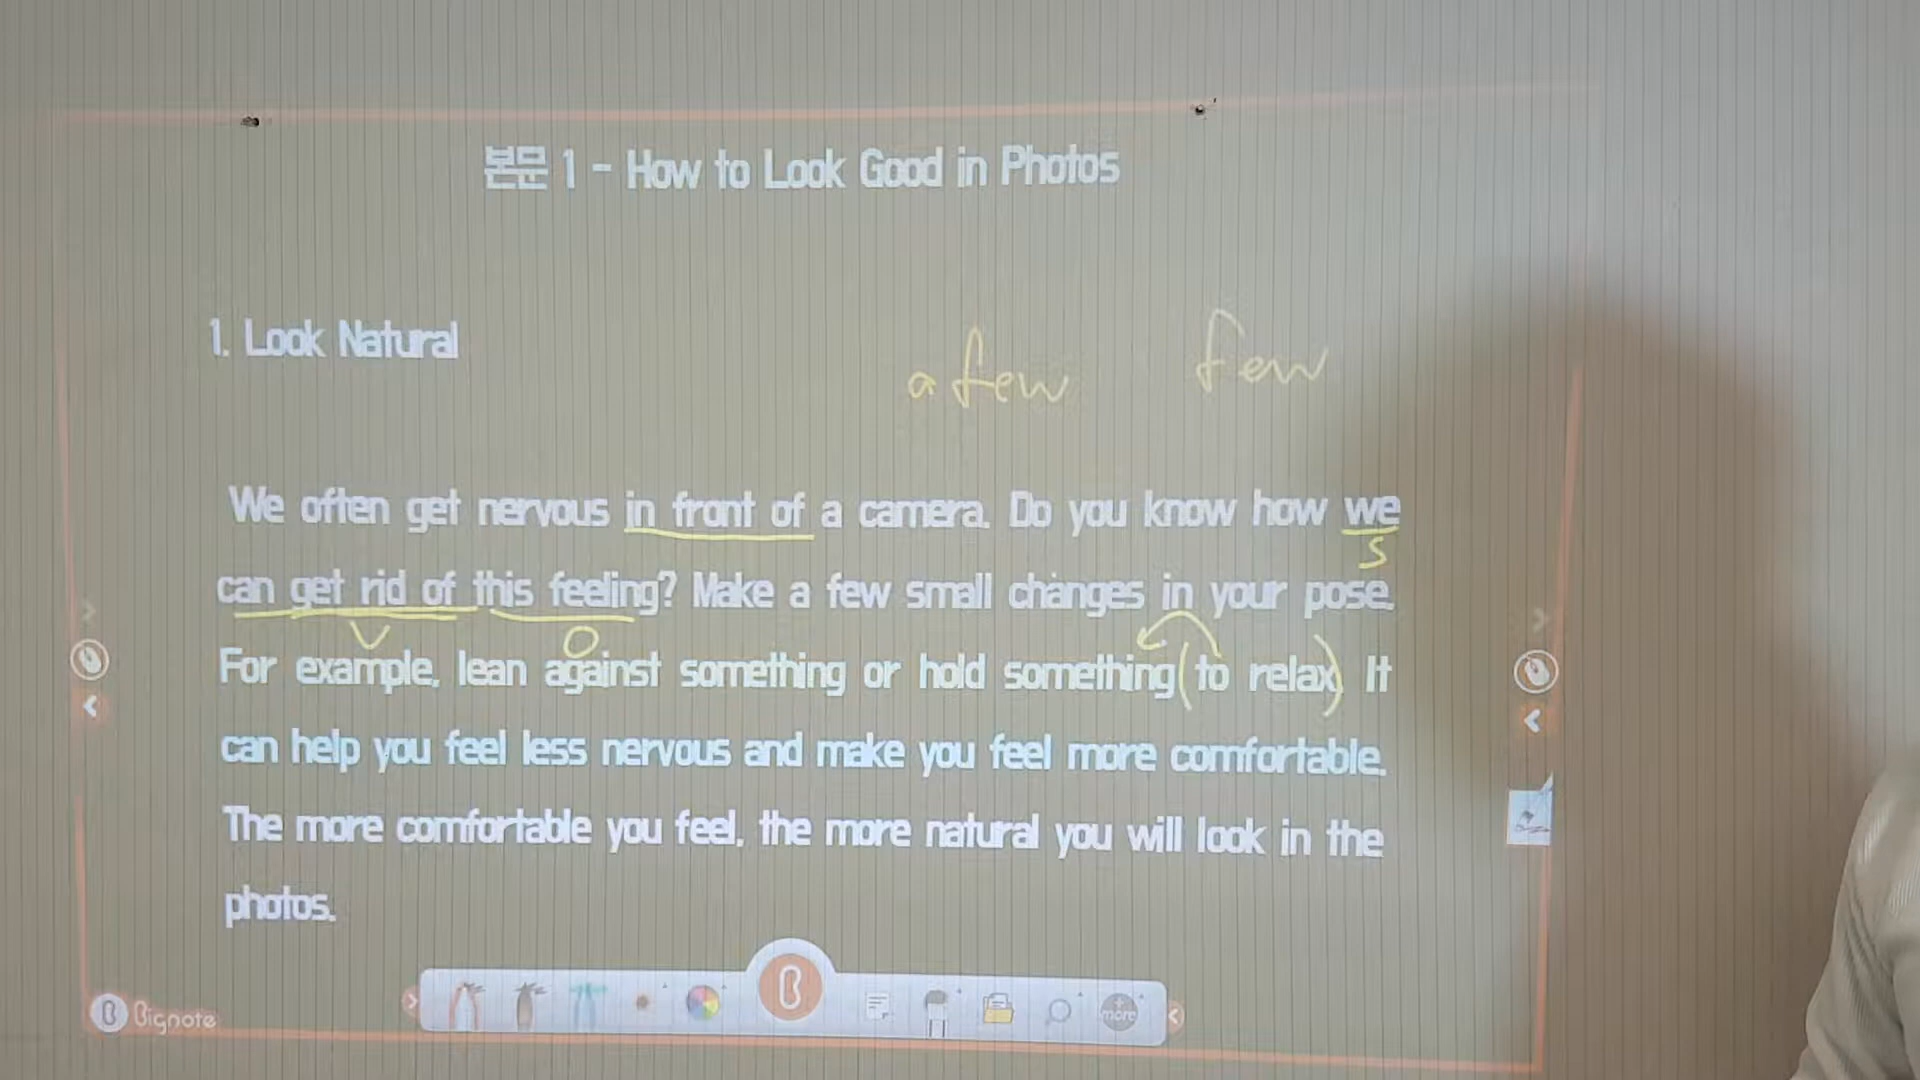 본문 1 - How to Look Good in Photos
1. Look Natural
a few few
We often get nervous in front of a camera. Do you know how we
S
can get rid of this feeling? Make a few small changes in your pose.
V O
For example, lean against something or hold something (to relax). It
can help you feel less nervous and make you feel more comfortable.
The more comfortable you feel, the more natural you will look in the
photos.
Bignote
more